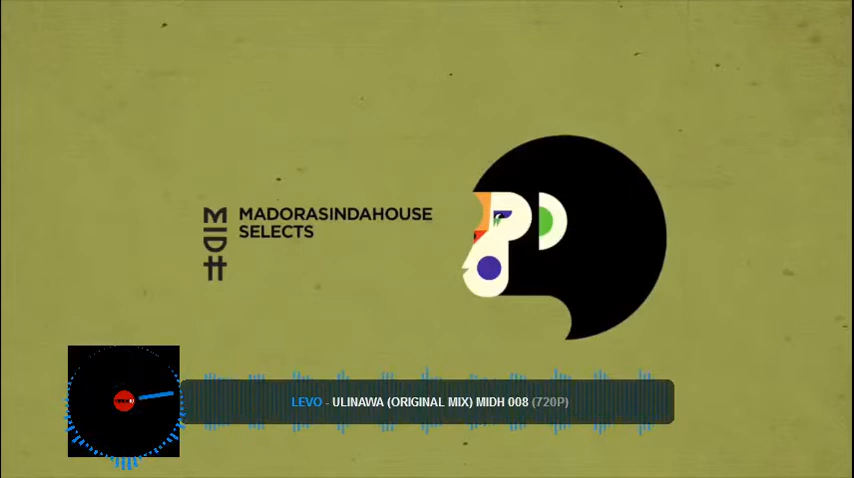 MIDH
MADORASINDAHOUSE
SELECTS
LEVO - ULINAWA (ORIGINAL MIX) MIDH 008 (720P)